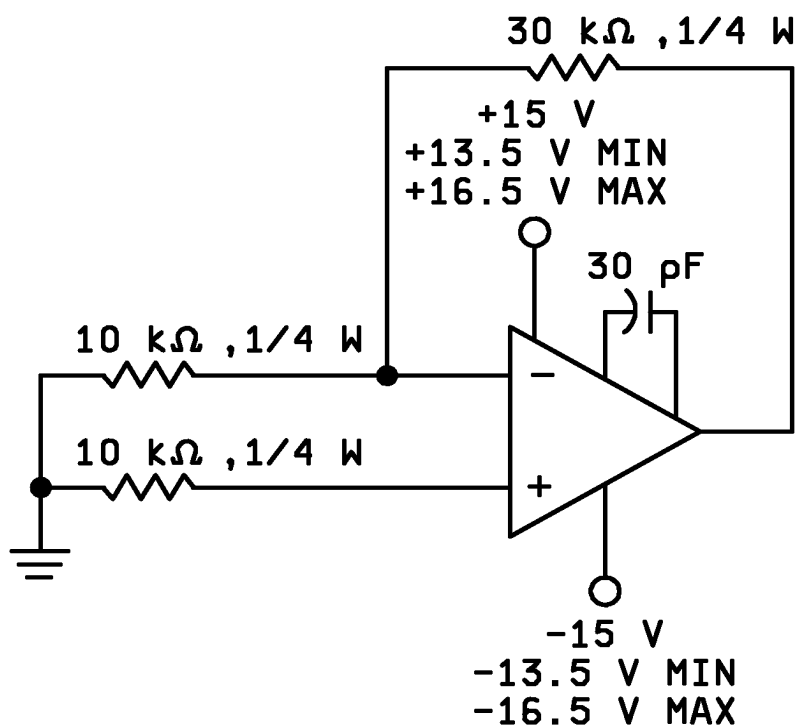 30 kΩ ,1/4 W
+15 V
+13.5 V MIN
+16.5 V MAX
30 pF
10 kΩ ,1/4 W
−
10 kΩ ,1/4 W
+
-15 V
-13.5 V MIN
-16.5 V MAX